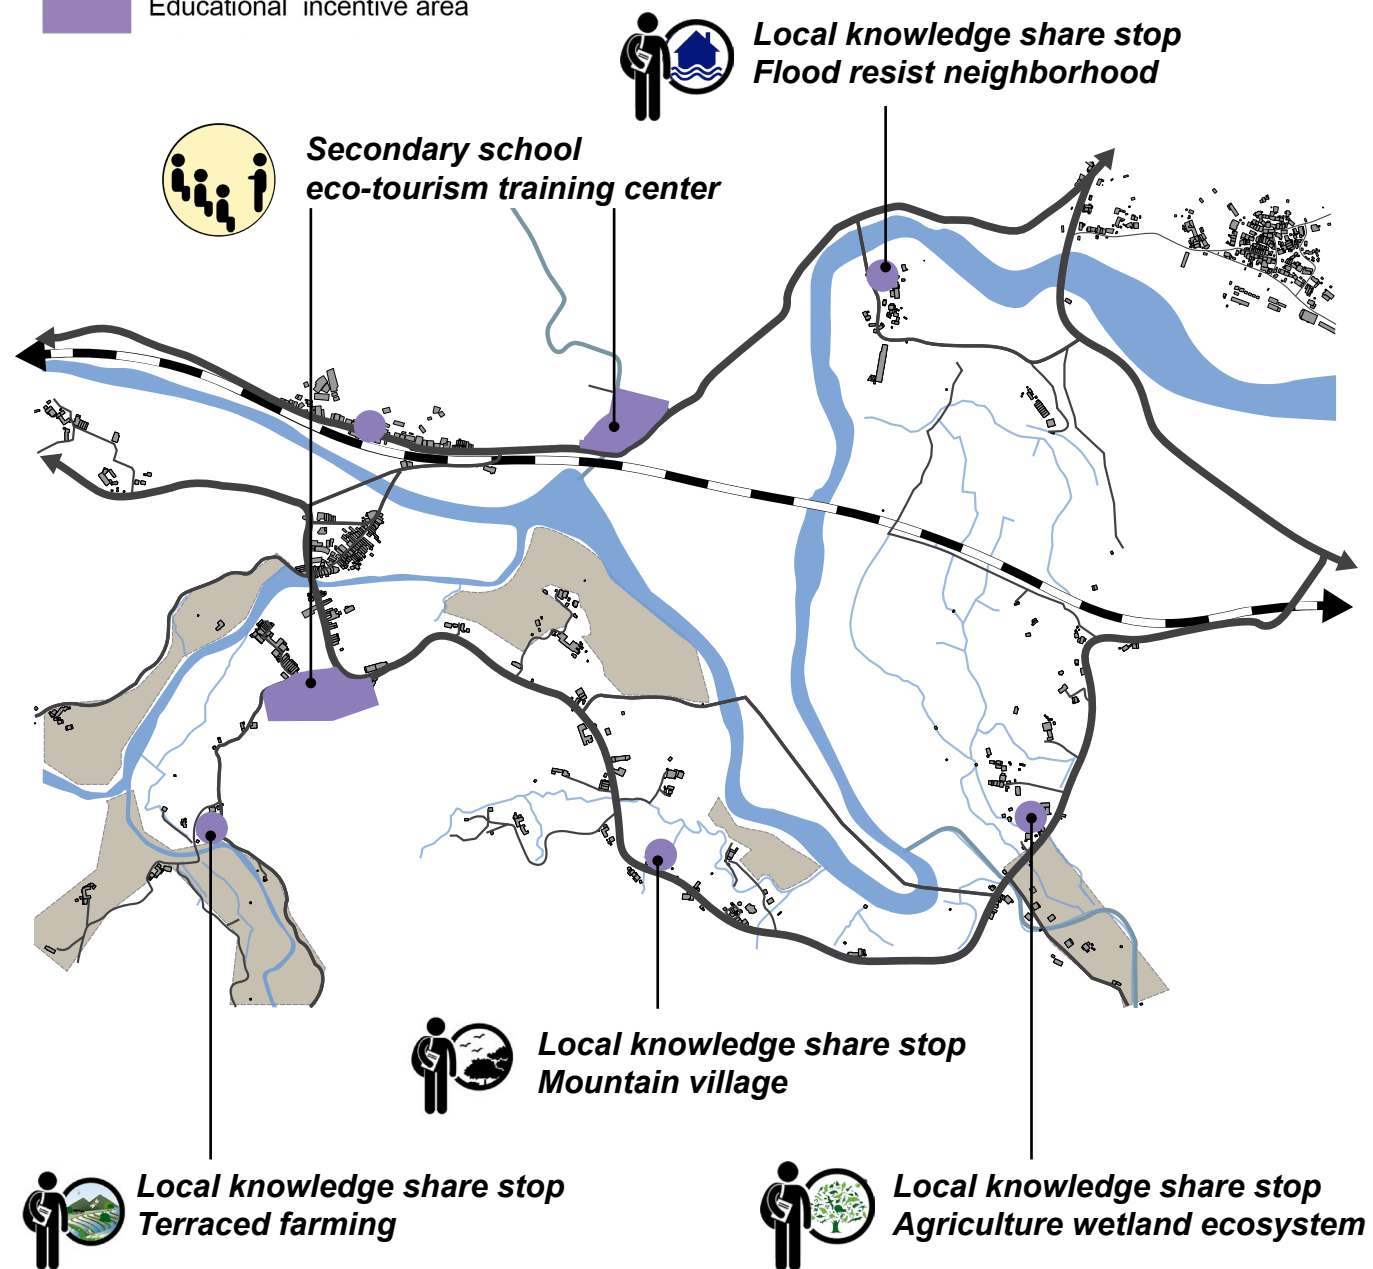 Educational incentive area
Local knowledge share stop
Flood resist neighborhood
Secondary school
eco-tourism training center
Local knowledge share stop
Mountain village
Local knowledge share stop
Terraced farming
Local knowledge share stop
Agriculture wetland ecosystem